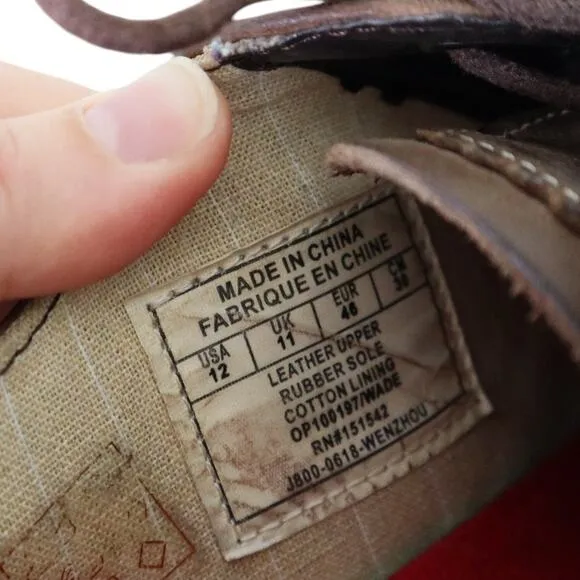 MADE IN CHINA
FABRIQUE EN CHINE
USA UK EUR CM
12 11 46 30
LEATHER UPPER
RUBBER SOLE
COTTON LINING
OP100197/WADE
RN#151542
J800-0618-WENZHOU